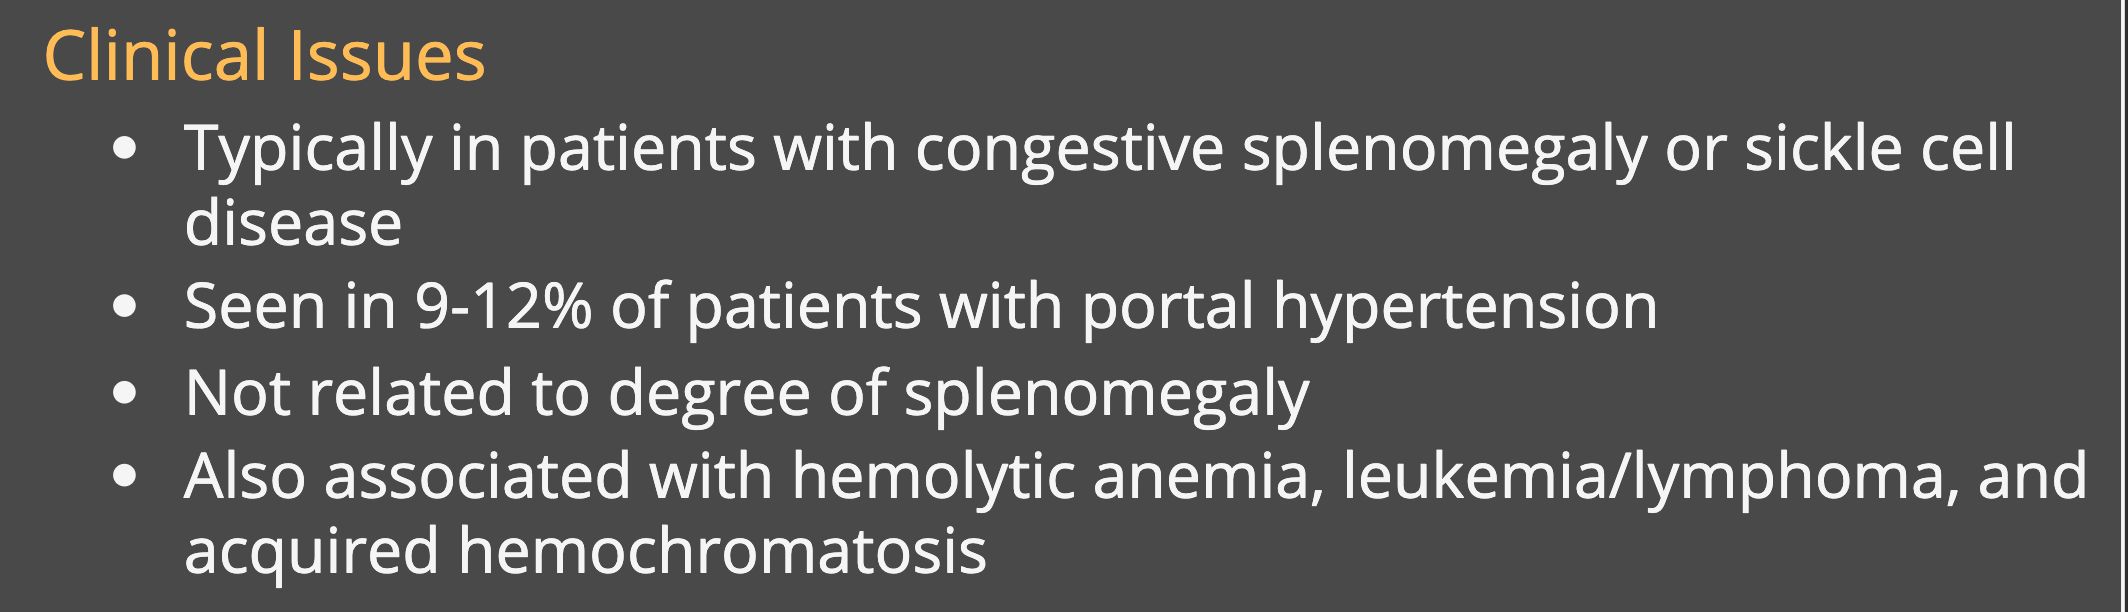 Clinical Issues
• Typically in patients with congestive splenomegaly or sickle cell
disease
• Seen in 9-12% of patients with portal hypertension
• Not related to degree of splenomegaly
• Also associated with hemolytic anemia, leukemia/lymphoma, and
acquired hemochromatosis